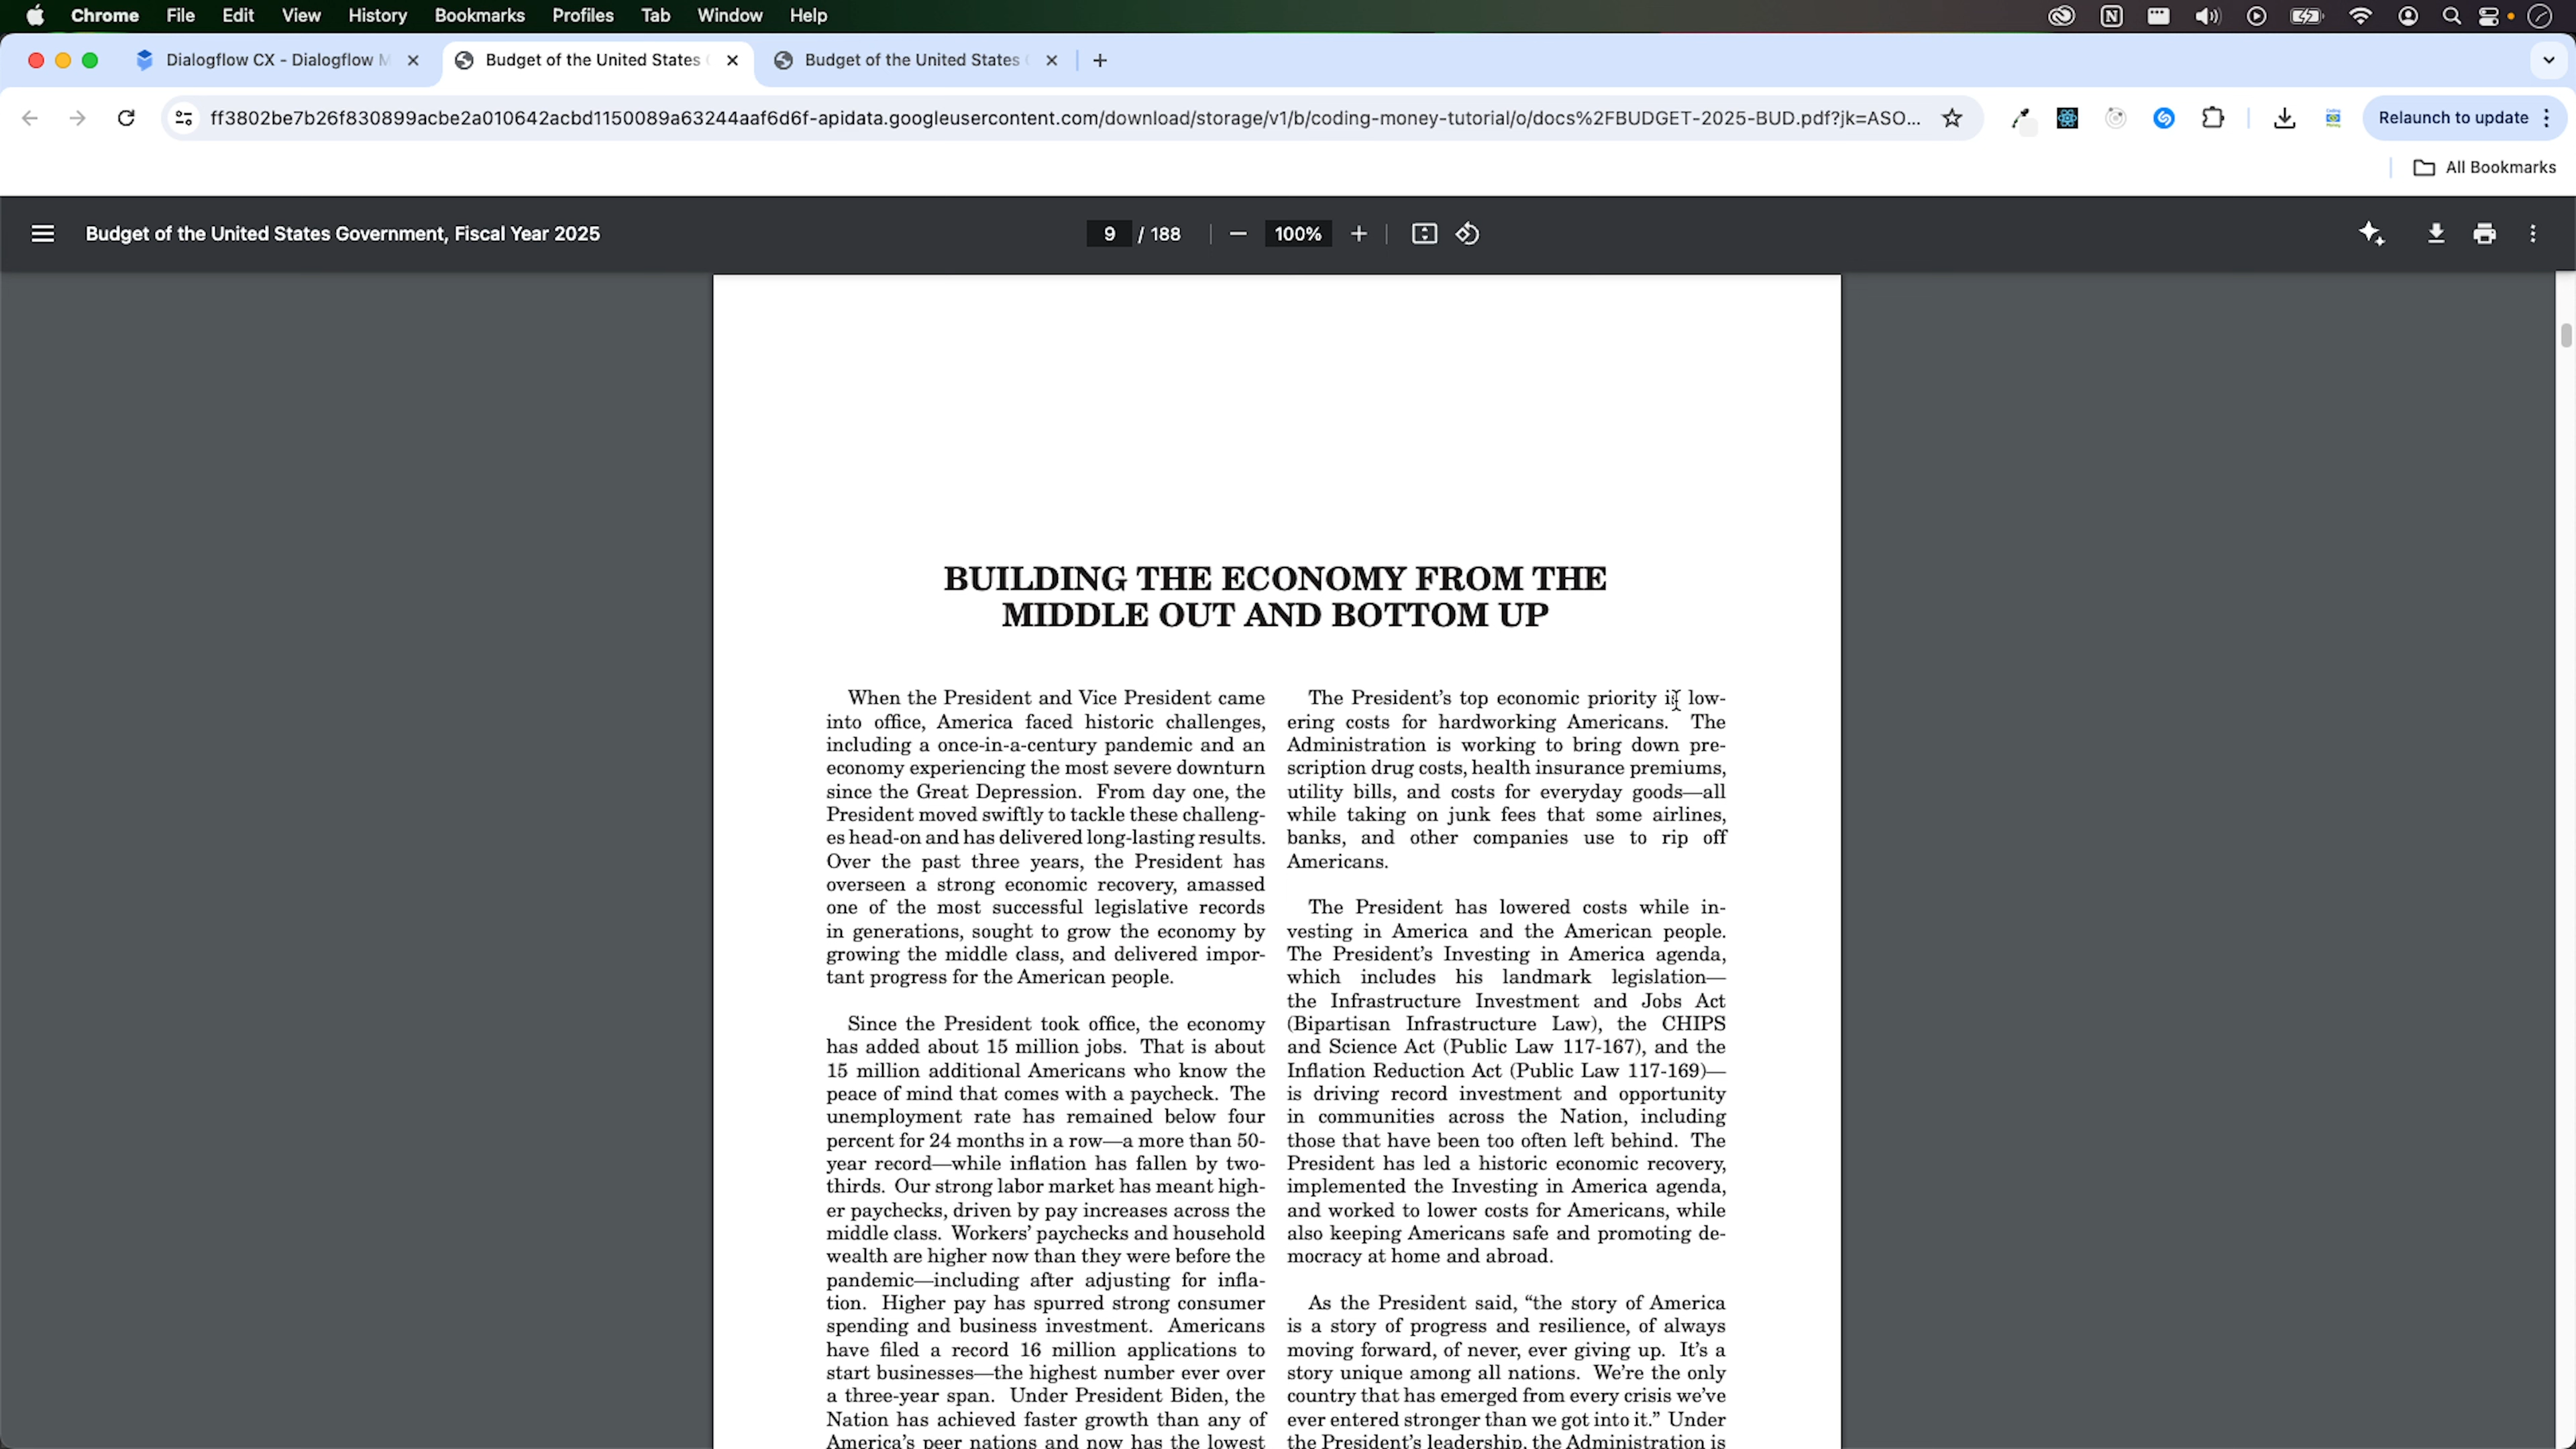 Chrome File Edit View History Bookmarks Profiles Tab Window Help
Dialogflow CX - Dialogflow M
Budget of the United States
Budget of the United States
ff3802be7b26f830899acbe2a010642acbd1150089a63244aaf6d6f-apidata.googleusercontent.com/download/storage/v1/b/coding-money-tutorial/o/docs%2FBUDGET-2025-BUD.pdf?jk=ASO...
Relaunch to update
All Bookmarks
Budget of the United States Government, Fiscal Year 2025
9 / 188
100%
BUILDING THE ECONOMY FROM THE
MIDDLE OUT AND BOTTOM UP
When the President and Vice President came
into office, America faced historic challenges,
including a once-in-a-century pandemic and an
economy experiencing the most severe downturn
since the Great Depression. From day one, the
President moved swiftly to tackle these challeng-
es head-on and has delivered long-lasting results.
Over the past three years, the President has
overseen a strong economic recovery, amassed
one of the most successful legislative records
in generations, sought to grow the economy by
growing the middle class, and delivered impor-
tant progress for the American people.
Since the President took office, the economy
has added about 15 million jobs. That is about
15 million additional Americans who know the
peace of mind that comes with a paycheck. The
unemployment rate has remained below four
percent for 24 months in a row—a more than 50-
year record—while inflation has fallen by two-
thirds. Our strong labor market has meant high-
er paychecks, driven by pay increases across the
middle class. Workers' paychecks and household
wealth are higher now than they were before the
pandemic—including after adjusting for infla-
tion. Higher pay has spurred strong consumer
spending and business investment. Americans
have filed a record 16 million applications to
start businesses—the highest number ever over
a three-year span. Under President Biden, the
Nation has achieved faster growth than any of
America's peer nations and now has the lowest
The President's top economic priority is low-
ering costs for hardworking Americans. The
Administration is working to bring down pre-
scription drug costs, health insurance premiums,
utility bills, and costs for everyday goods—all
while taking on junk fees that some airlines,
banks, and other companies use to rip off
Americans.
The President has lowered costs while in-
vesting in America and the American people.
The President's Investing in America agenda,
which includes his landmark legislation—
the Infrastructure Investment and Jobs Act
(Bipartisan Infrastructure Law), the CHIPS
and Science Act (Public Law 117-167), and the
Inflation Reduction Act (Public Law 117-169)—
is driving record investment and opportunity
in communities across the Nation, including
those that have been too often left behind. The
President has led a historic economic recovery,
implemented the Investing in America agenda,
and worked to lower costs for Americans, while
also keeping Americans safe and promoting de-
mocracy at home and abroad.
As the President said, “the story of America
is a story of progress and resilience, of always
moving forward, of never, ever giving up. It's a
story unique among all nations. We're the only
country that has emerged from every crisis we've
ever entered stronger than we got into it.” Under
the President's leadership, the Administration is